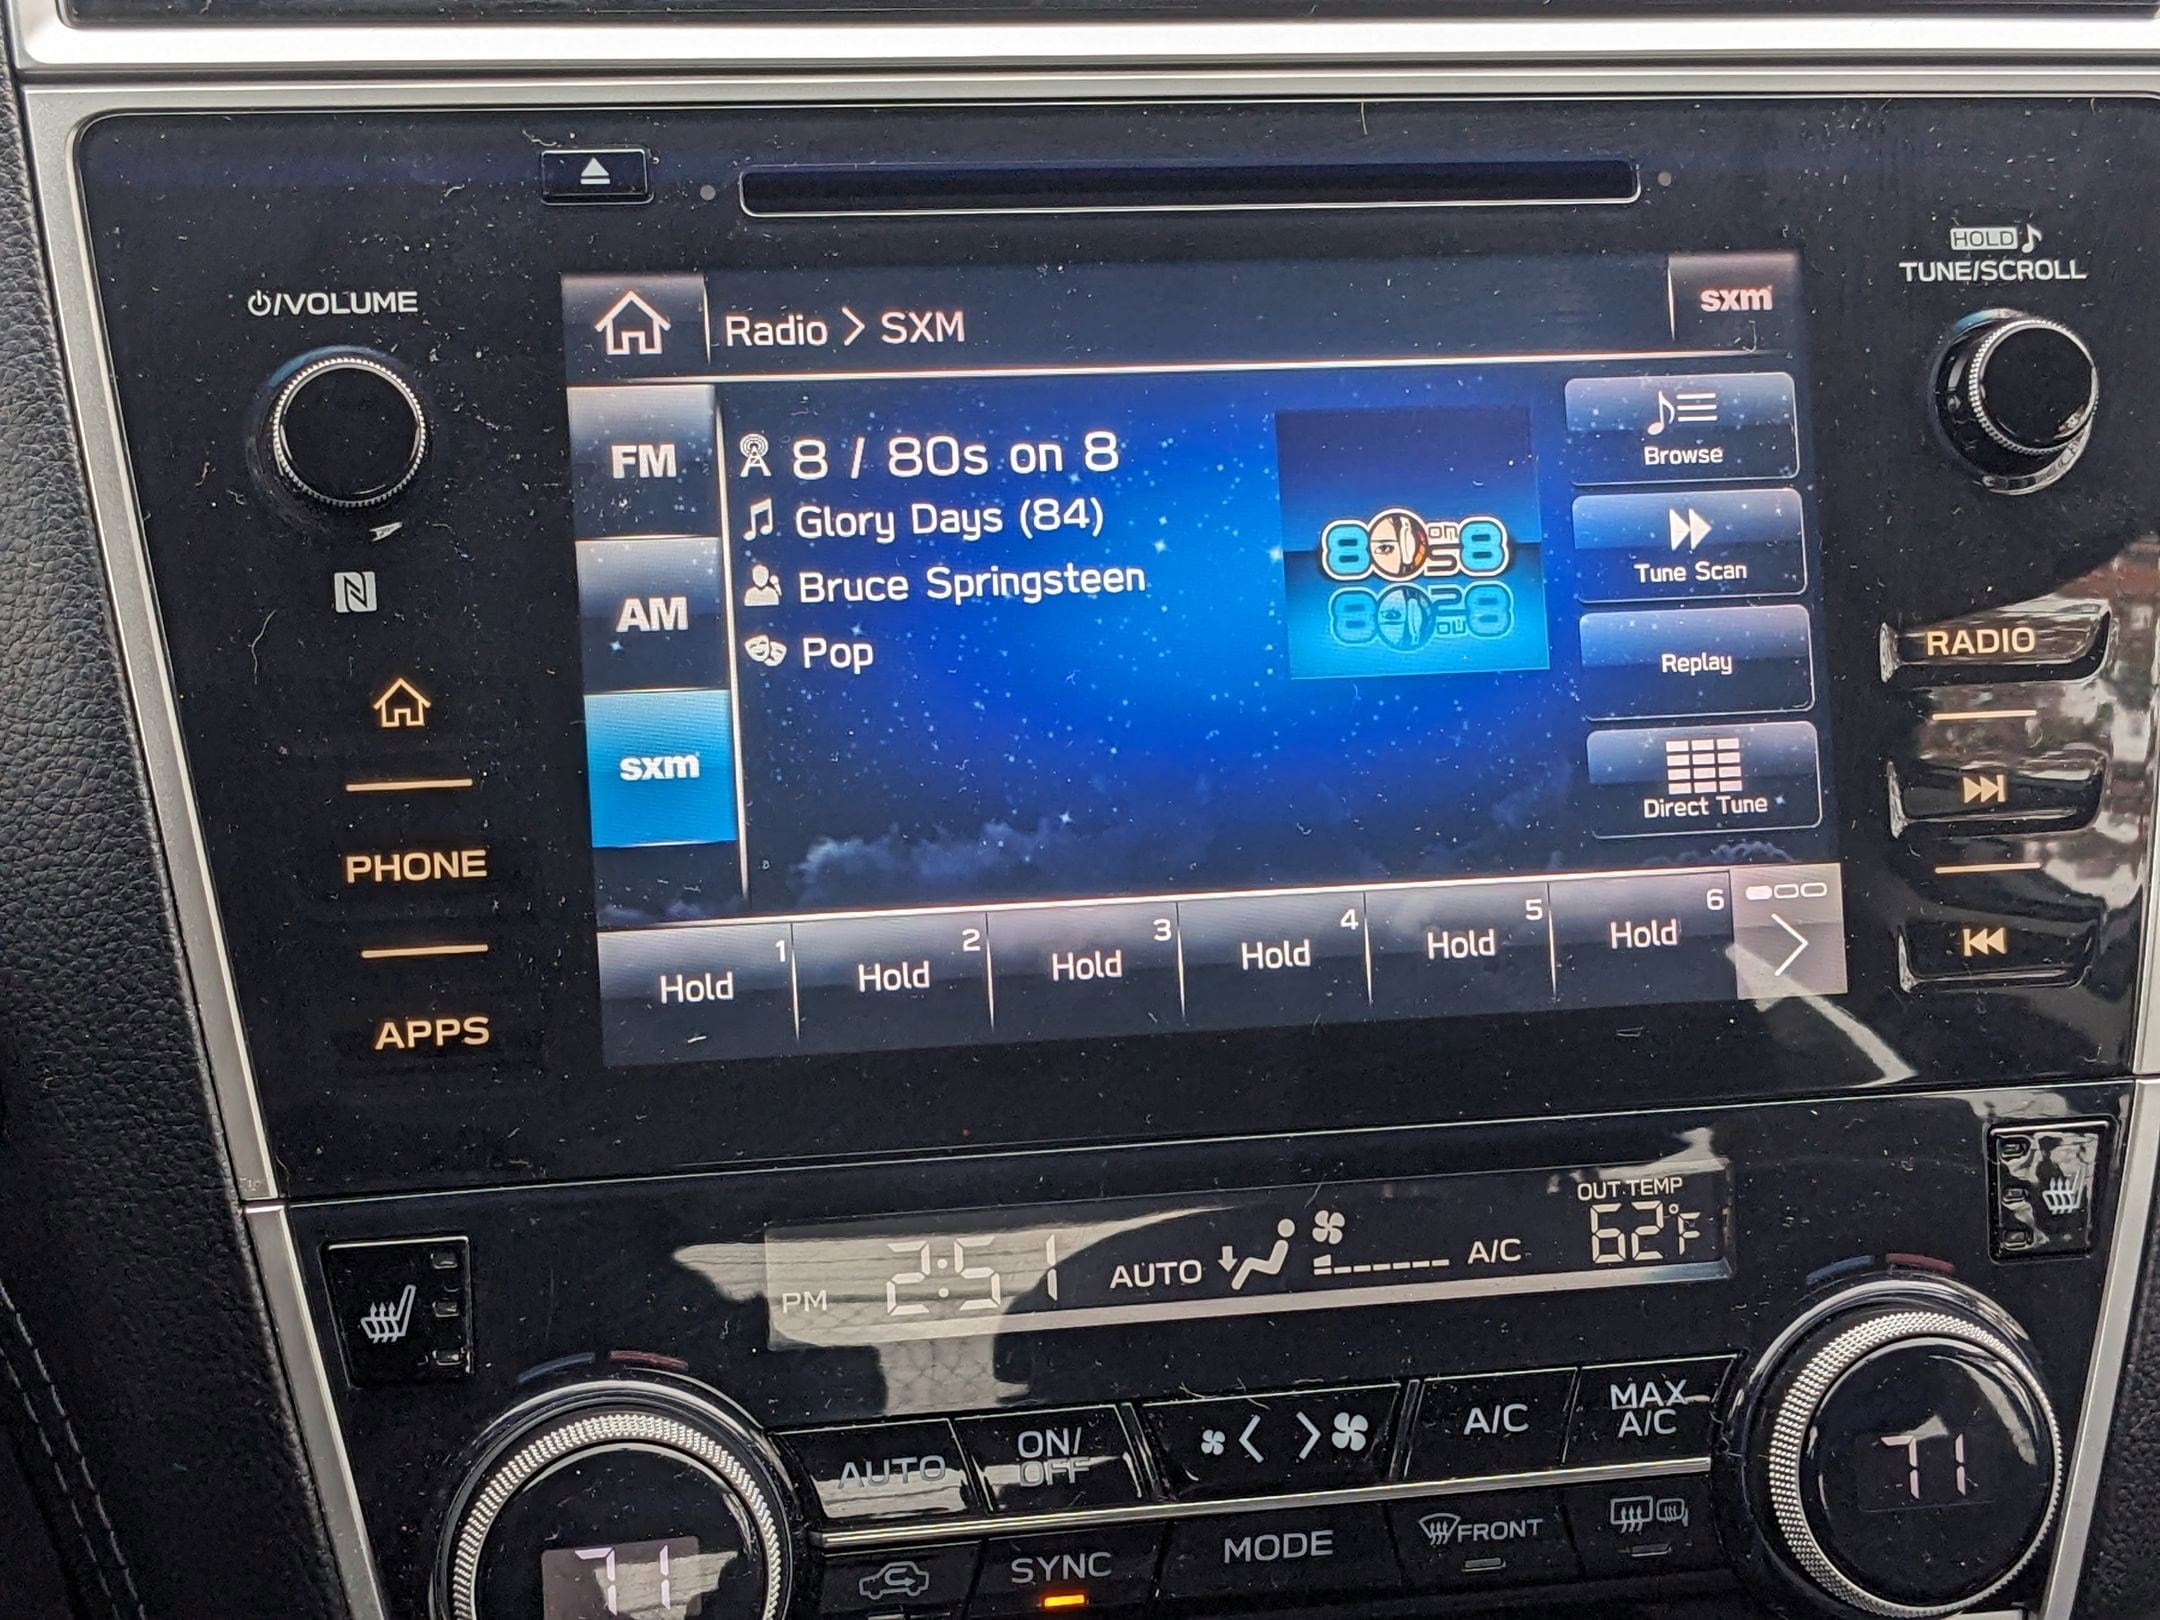 HOLD
TUNE/SCROLL
/VOLUME
Radio > SXM
sxm
FM
AM
sxm
8 / 80s on 8
Glory Days (84)
Bruce Springsteen
Pop
80s on 8
Browse
Tune Scan
Replay
Direct Tune
Hold 1
Hold 2
Hold 3
Hold 4
Hold 5
Hold 6
PHONE
APPS
RADIO
PM 2:51 AUTO A/C
OUT TEMP
62°F
AUTO
ON/
OFF
A/C
MAX
A/C
71
71
SYNC
MODE
FRONT